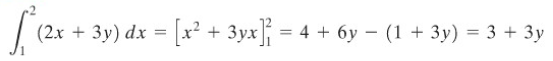 ∫₁² (2x + 3y) dx = [x² + 3yx]₁² = 4 + 6y − (1 + 3y) = 3 + 3y